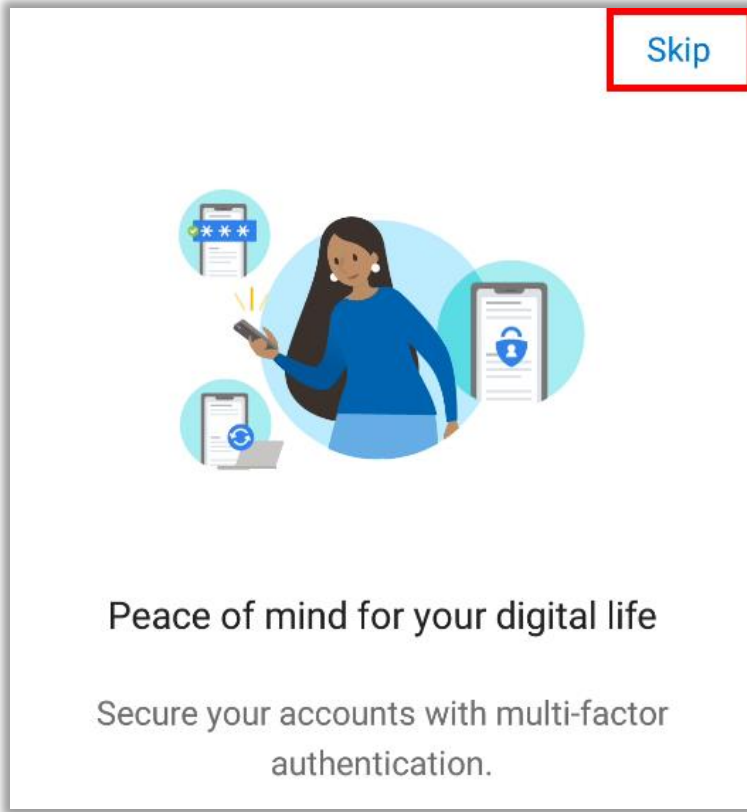 Skip
***
Peace of mind for your digital life
Secure your accounts with multi-factor
authentication.